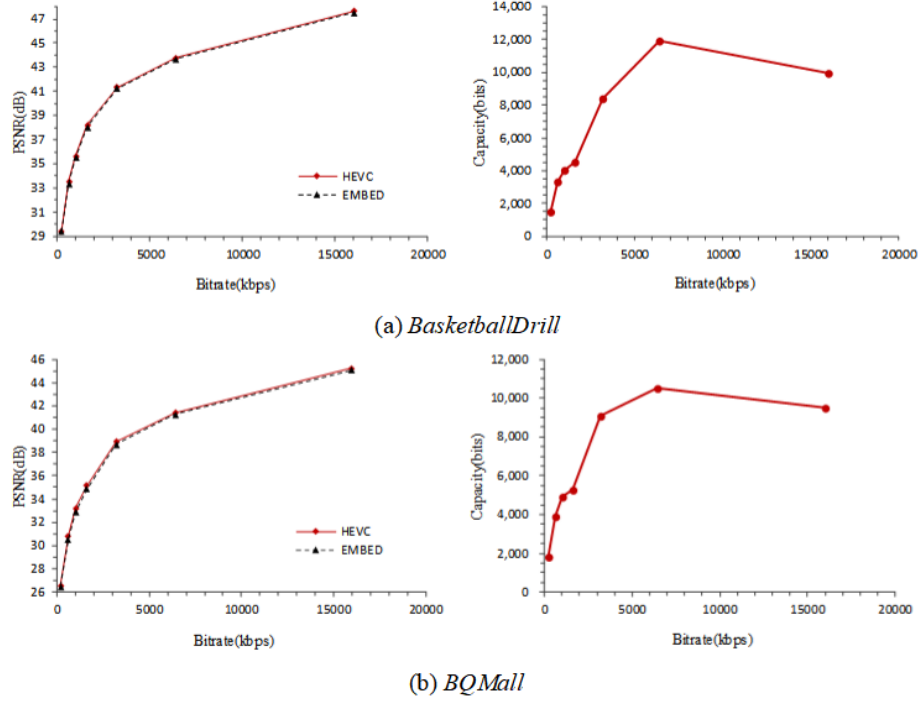 47
45
43
41
39
37
35
33
31
29
PSNR(dB)
HEVC
EMBED
0 5000 10000 15000 20000
Bitrate(kbps)
12,000
10,000
8,000
6,000
4,000
2,000
0
Capacity(bits)
0 5000 10000 15000 20000
Bitrate(kbps)
(a) BasketballDrill
46
44
42
40
38
36
34
32
30
28
26
PSNR(dB)
HEVC
EMBED
0 5000 10000 15000 20000
Bitrate(kbps)
12,000
10,000
8,000
6,000
4,000
2,000
0
Capacity(bits)
0 5000 10000 15000 20000
Bitrate(kbps)
(b) BQMall